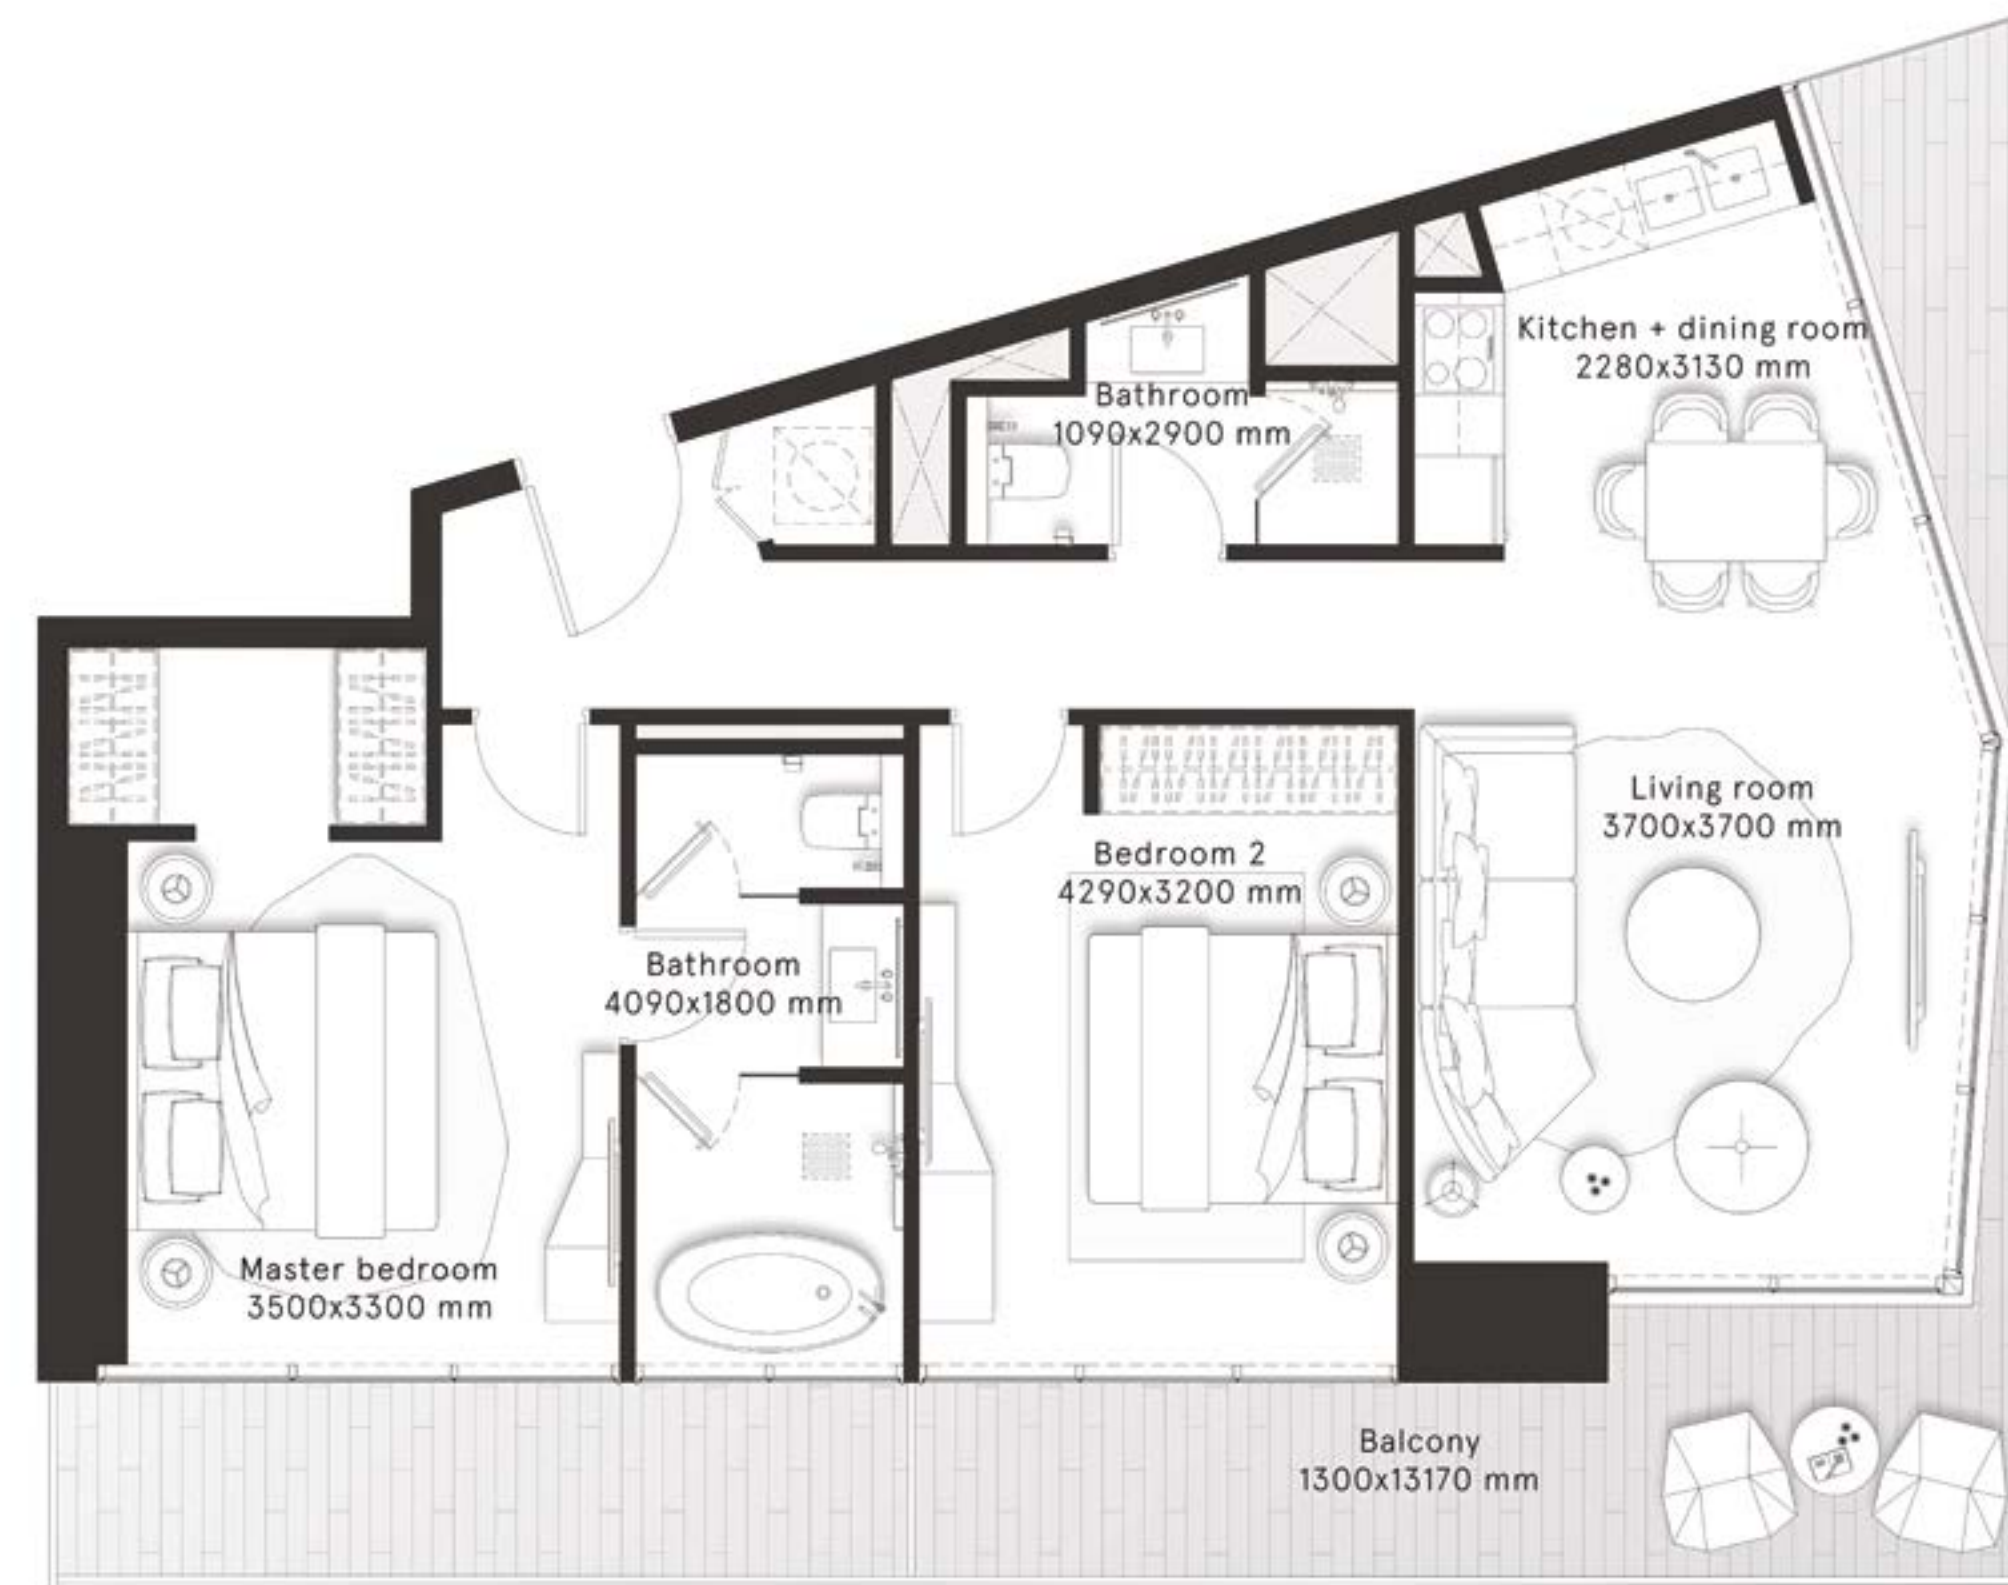 Kitchen + dining room
2280x3130 mm
Bathroom
1090x2900 mm
Living room
3700x3700 mm
Bedroom 2
4290x3200 mm
Bathroom
4090x1800 mm
Master bedroom
3500x3300 mm
Balcony
1300x13170 mm